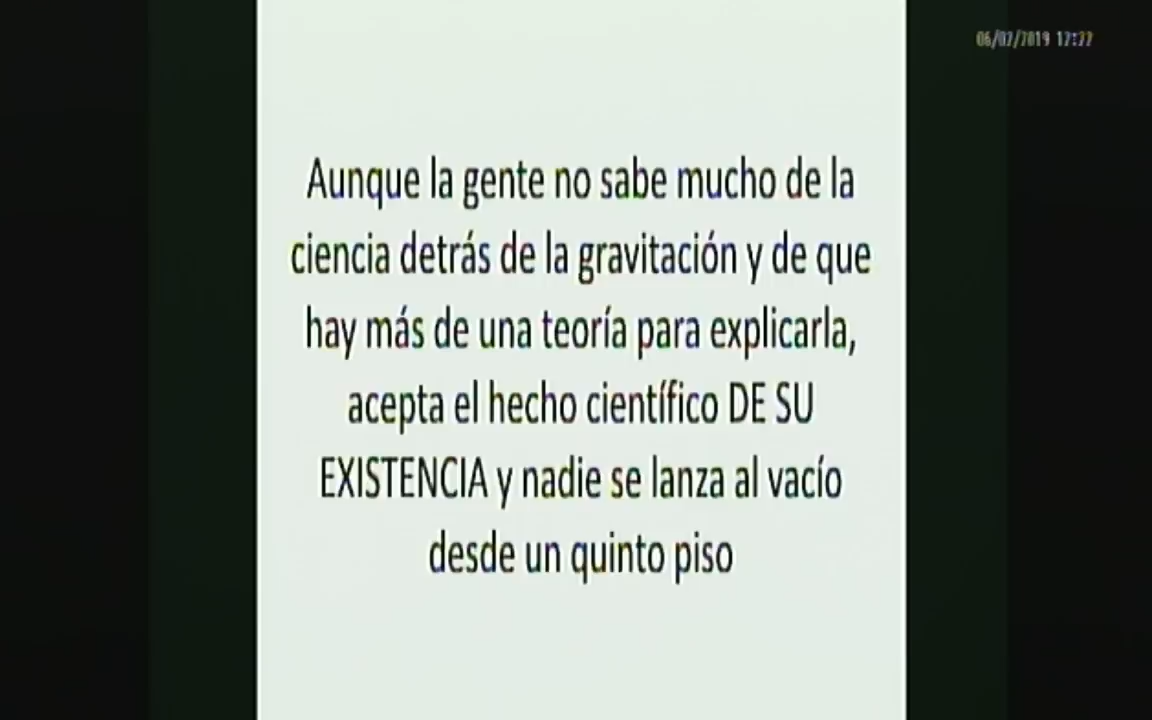 06/02/2019 12:22
Aunque la gente no sabe mucho de la
ciencia detrás de la gravitación y de que
hay más de una teoría para explicarla,
acepta el hecho científico DE SU
EXISTENCIA y nadie se lanza al vacío
desde un quinto piso